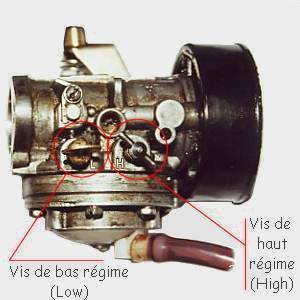 H
Vis de
haut
régime
(High)
Vis de bas régime
(Low)